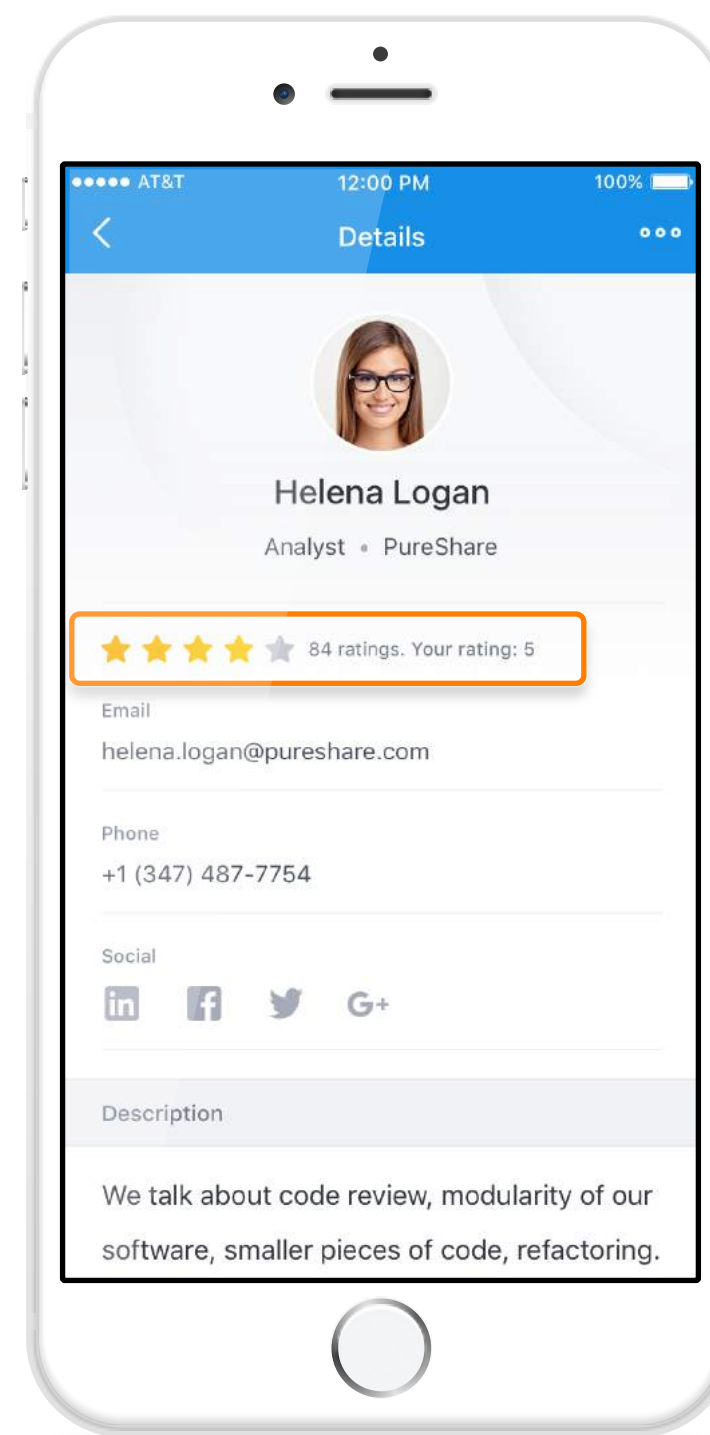 AT&T 12:00 PM 100%
Details
Helena Logan
Analyst • PureShare
84 ratings. Your rating: 5
Email
helena.logan@pureshare.com
Phone
+1 (347) 487-7754
Social
in f G+
Description
We talk about code review, modularity of our
software, smaller pieces of code, refactoring.